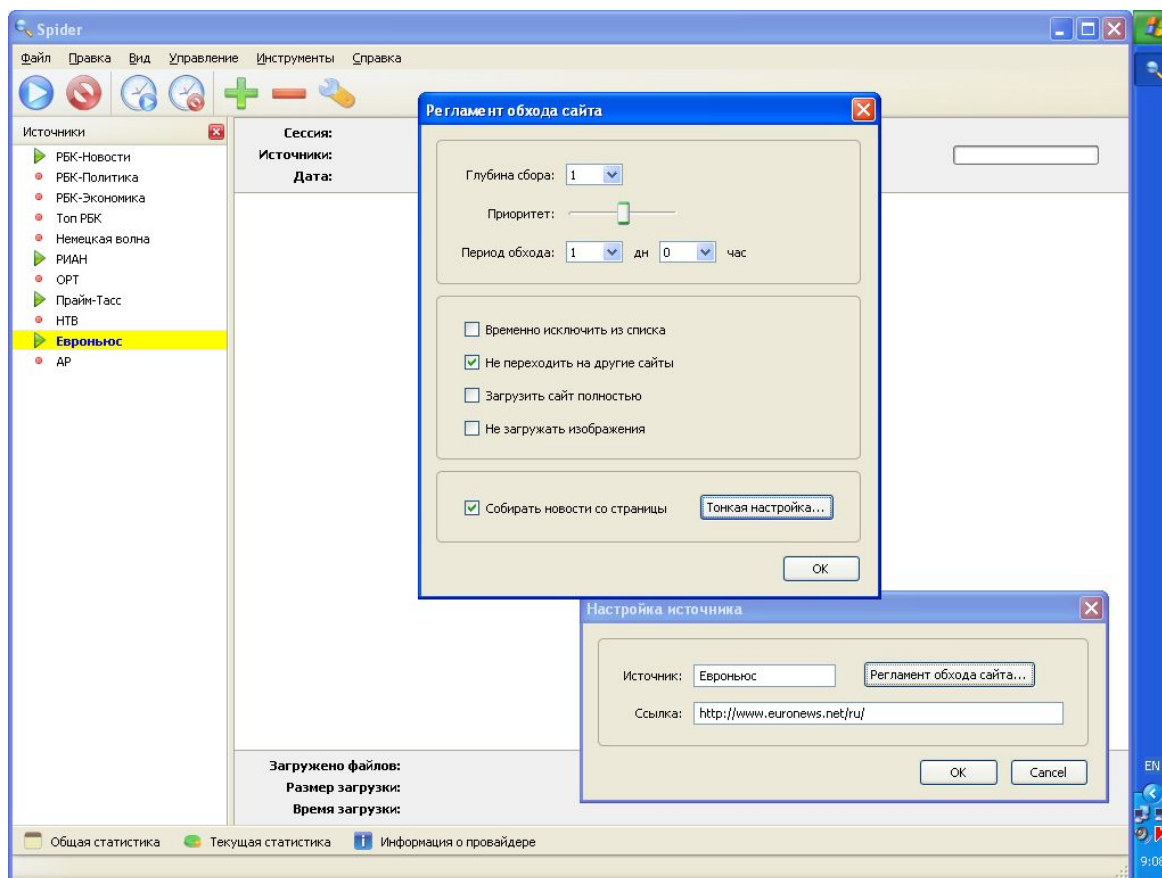 Spider
Файл Правка Вид Управление Инструменты Справка
Источники
РБК-Новости
РБК-Политика
РБК-Экономика
Топ РБК
Немецкая волна
РИАН
ОРТ
Прайм-Тасс
НТВ
Евроньюс
АР
Сессия:
Источники:
Дата:
Регламент обхода сайта
Глубина сбора: 1
Приоритет:
Период обхода: 1 дн 0 час
Временно исключить из списка
Не переходить на другие сайты
Загрузить сайт полностью
Не загружать изображения
Собирать новости со страницы Тонкая настройка...
OK
Настройка источника
Источник: Евроньюс Регламент обхода сайта...
Ссылка: http://www.euronews.net/ru/
OK Cancel
Загружено файлов:
Размер загрузки:
Время загрузки:
Общая статистика Текущая статистика Информация о провайдере
EN
9:08